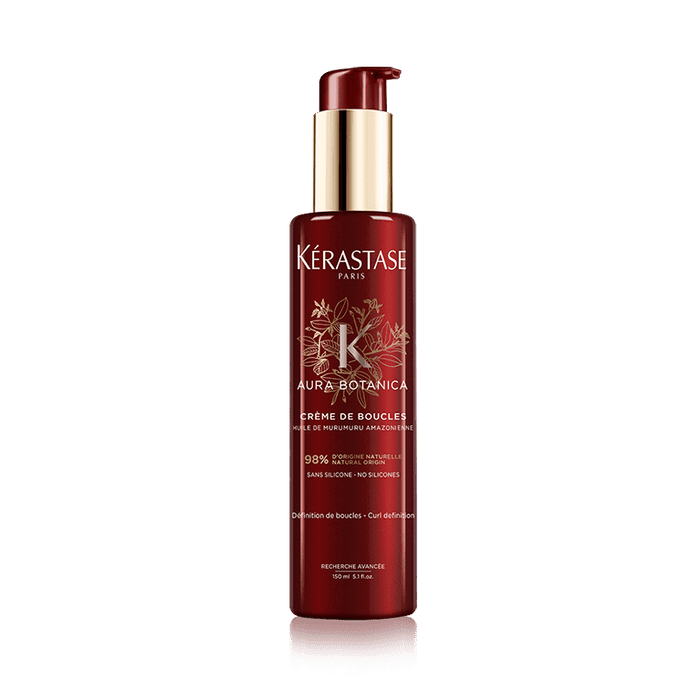 KÉRASTASE
PARIS
K
AURA BOTANICA
CRÈME DE BOUCLES
HUILE DE MURUMURU AMAZONIENNE
98% D'ORIGINE NATURELLE
NATURAL ORIGIN
SANS SILICONE • NO SILICONES
Définition de boucles • Curl definition
RECHERCHE AVANCÉE
150 ml 5.1 fl.oz.